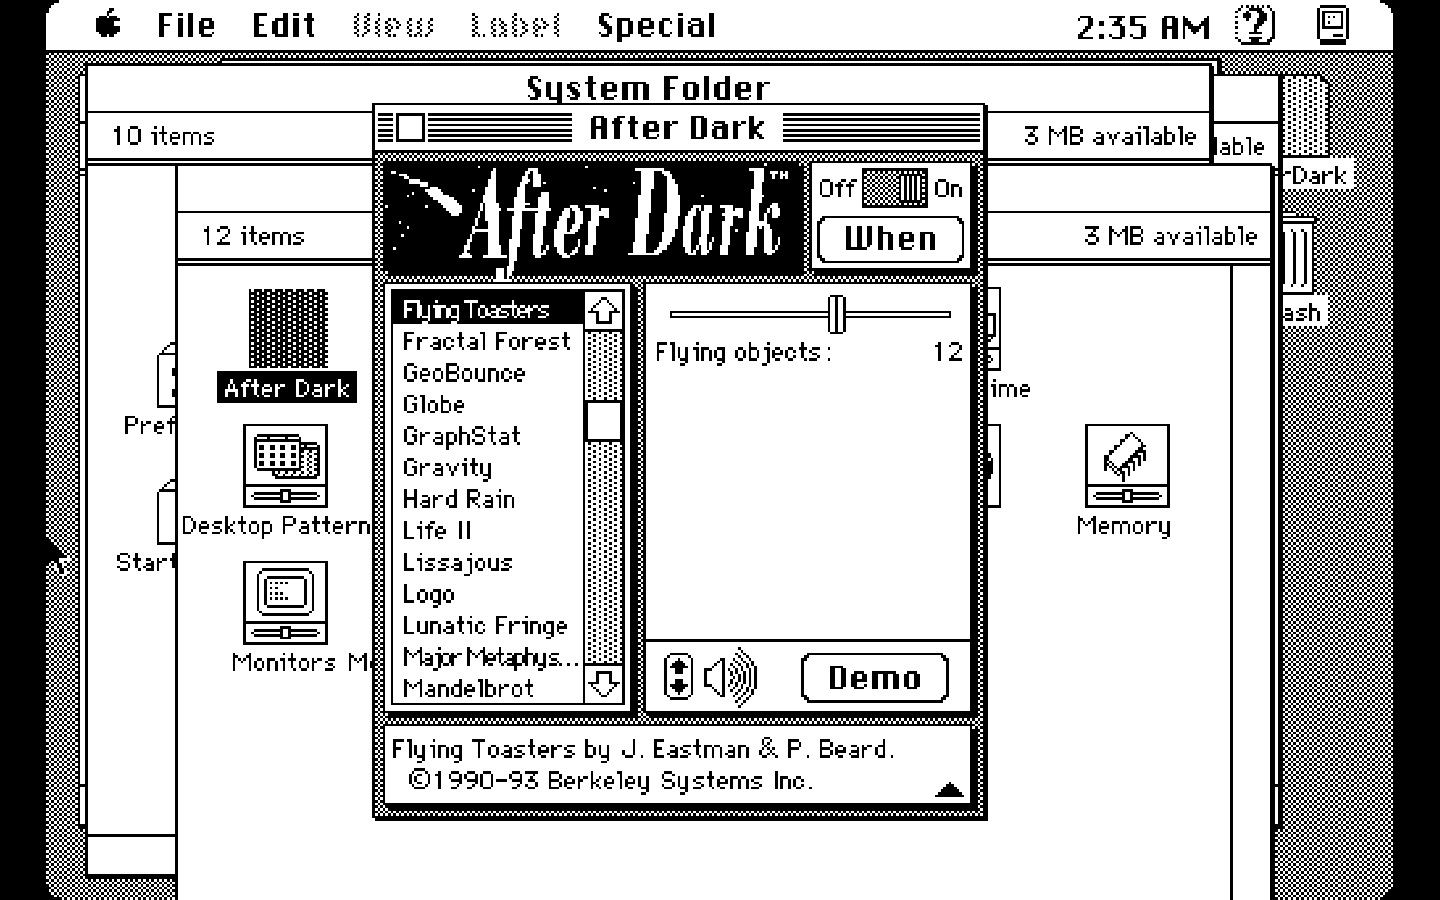 File Edit View Label Special 2:35 AM
System Folder
10 items
3 MB available
lable
After Dark
After Dark™
Off On
When
rDark
12 items
3 MB available
ash
Flying Toasters
Fractal Forest
GeoBounce
Globe
GraphStat
Gravity
Hard Rain
Life II
Lissajous
Logo
Lunatic Fringe
Major Metaphys...
Mandelbrot
Flying objects: 12
After Dark
ime
Pref
Desktop Pattern
Memory
Start
Monitors Mo
Demo
Flying Toasters by J. Eastman & P. Beard.
©1990-93 Berkeley Systems Inc.